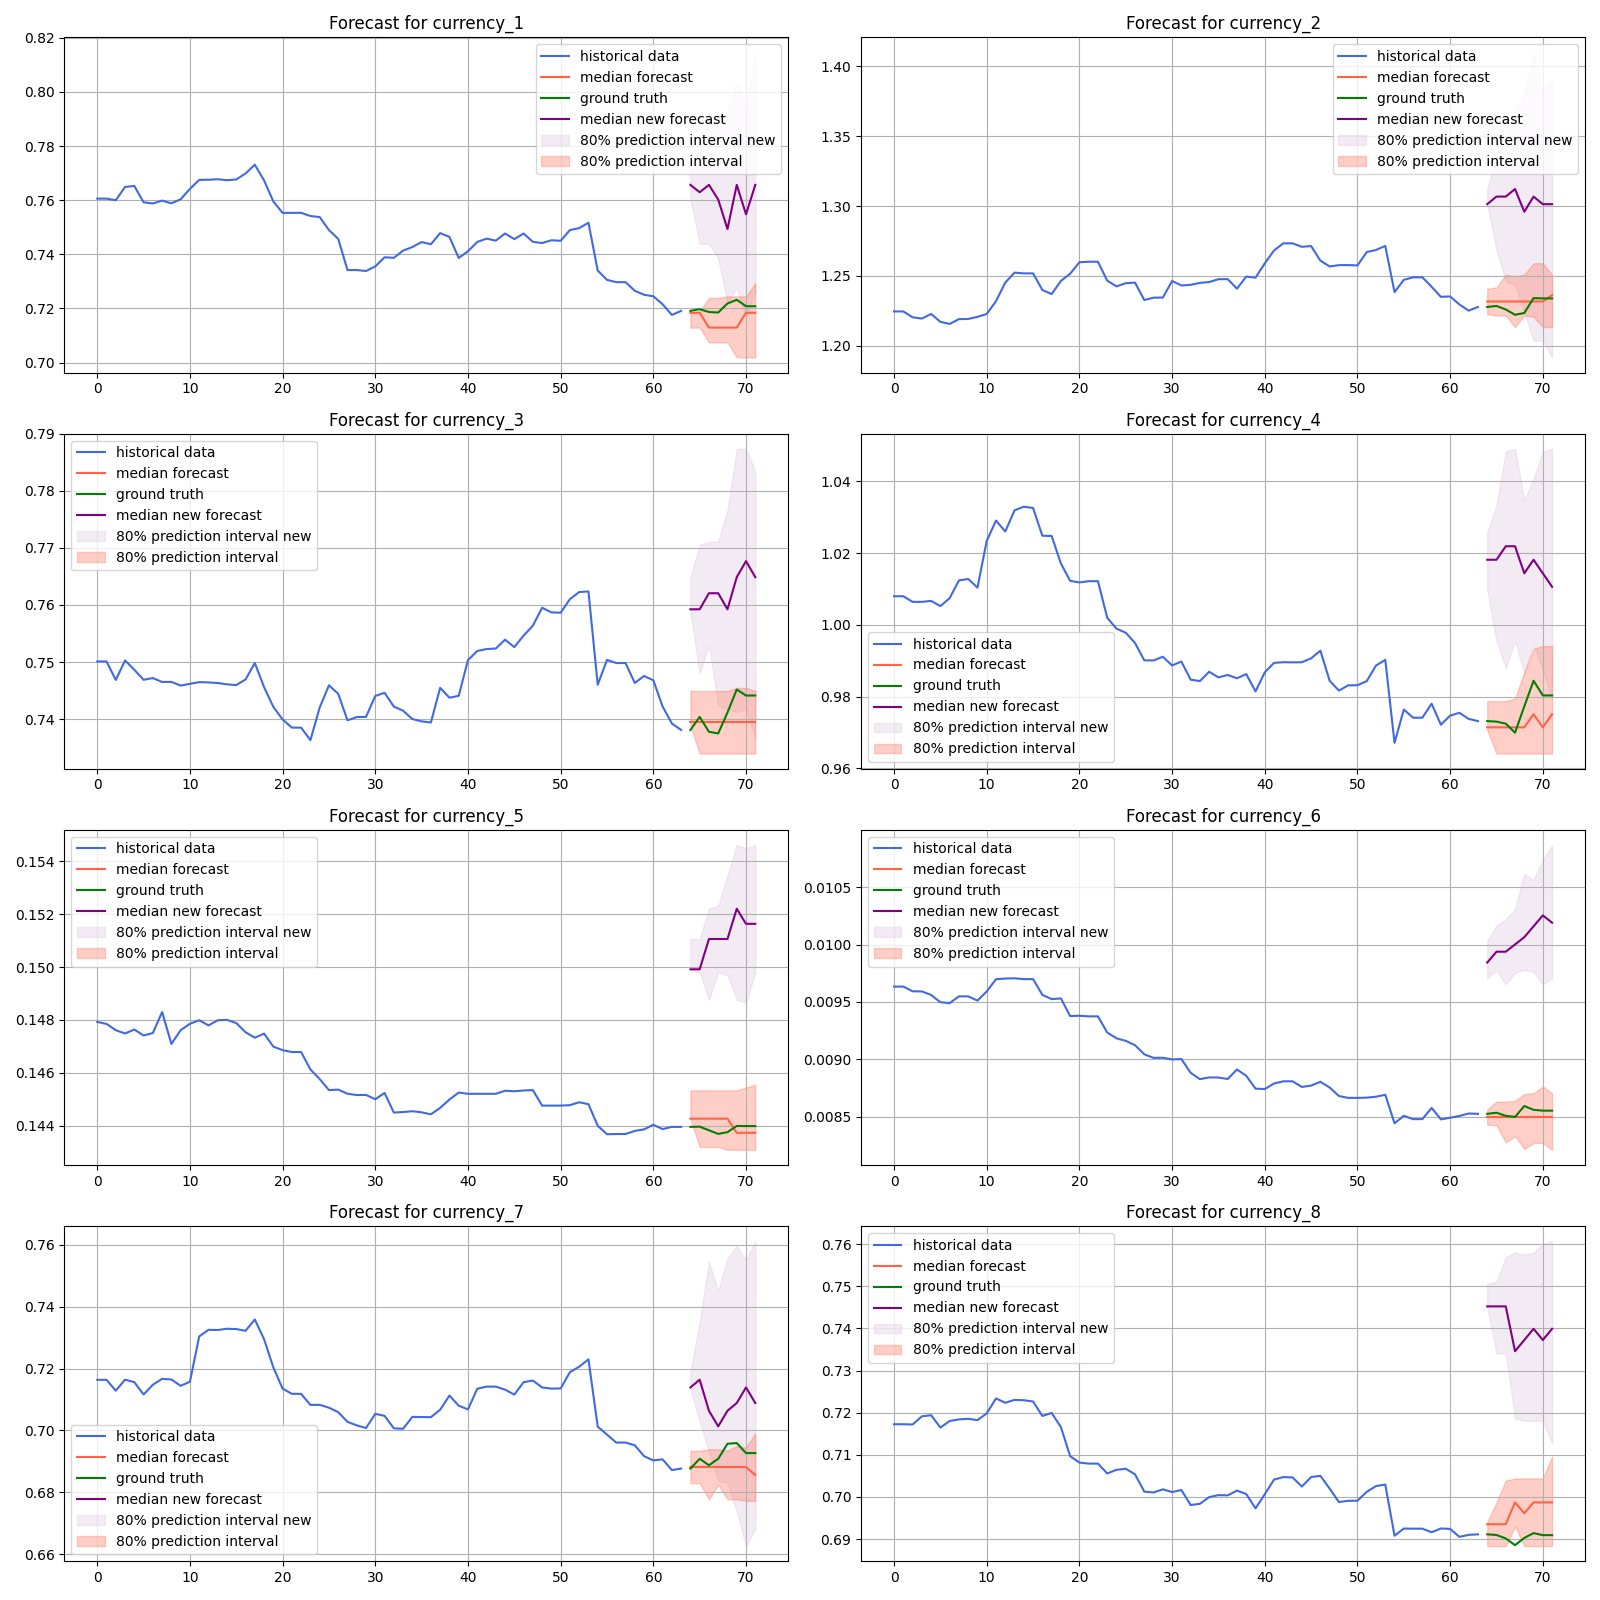 Forecast for currency_1
0.82
0.80
0.78
0.76
0.74
0.72
0.70
historical data
median forecast
ground truth
median new forecast
80% prediction interval new
80% prediction interval
0 10 20 30 40 50 60 70
Forecast for currency_2
1.40
1.35
1.30
1.25
1.20
historical data
median forecast
ground truth
median new forecast
80% prediction interval new
80% prediction interval
0 10 20 30 40 50 60 70
Forecast for currency_3
0.79
0.78
0.77
0.76
0.75
0.74
historical data
median forecast
ground truth
median new forecast
80% prediction interval new
80% prediction interval
0 10 20 30 40 50 60 70
Forecast for currency_4
1.04
1.02
1.00
0.98
0.96
historical data
median forecast
ground truth
median new forecast
80% prediction interval new
80% prediction interval
0 10 20 30 40 50 60 70
Forecast for currency_5
0.154
0.152
0.150
0.148
0.146
0.144
historical data
median forecast
ground truth
median new forecast
80% prediction interval new
80% prediction interval
0 10 20 30 40 50 60 70
Forecast for currency_6
0.0105
0.0100
0.0095
0.0090
0.0085
historical data
median forecast
ground truth
median new forecast
80% prediction interval new
80% prediction interval
0 10 20 30 40 50 60 70
Forecast for currency_7
0.76
0.74
0.72
0.70
0.68
0.66
historical data
median forecast
ground truth
median new forecast
80% prediction interval new
80% prediction interval
0 10 20 30 40 50 60 70
Forecast for currency_8
0.76
0.75
0.74
0.73
0.72
0.71
0.70
0.69
historical data
median forecast
ground truth
median new forecast
80% prediction interval new
80% prediction interval
0 10 20 30 40 50 60 70